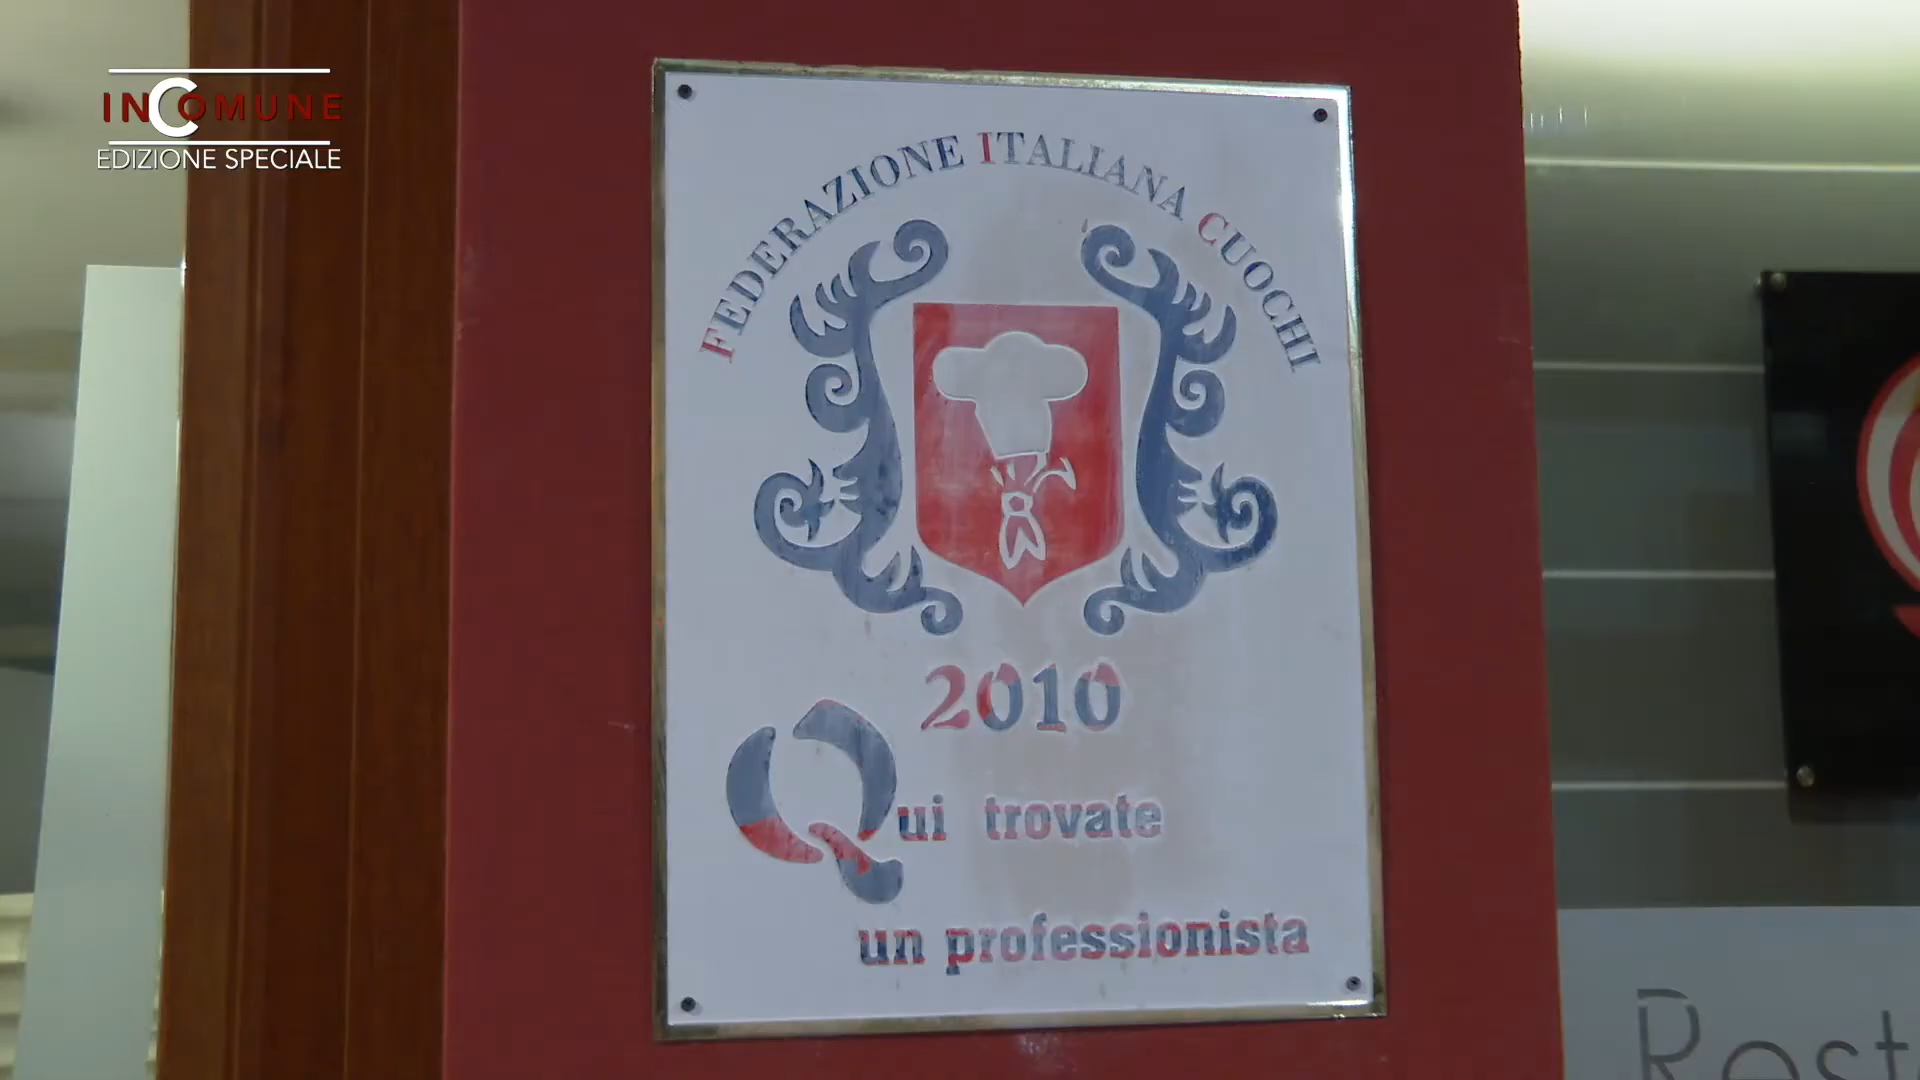 INCOMUNE
EDIZIONE SPECIALE
FEDERAZIONE ITALIANA CUOCHI
2010
Qui trovate
un professionista